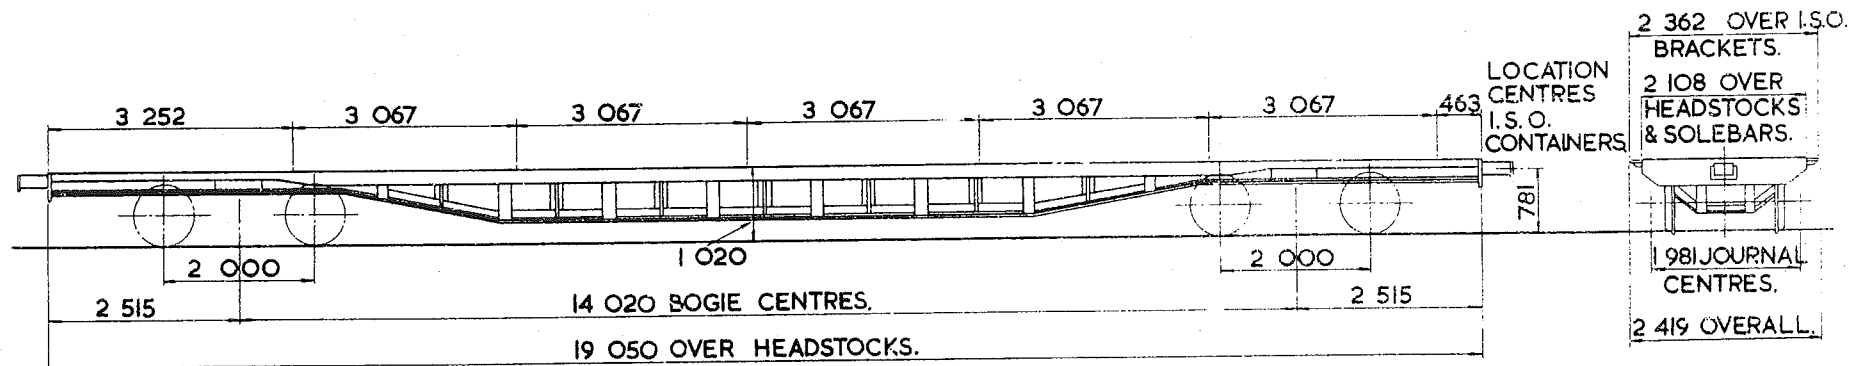 2 362 OVER I.S.O.
BRACKETS.
2 108 OVER
HEADSTOCKS
& SOLEBARS.
LOCATION
CENTRES
I.S.O.
CONTAINERS
3 252
3 067
3 067
3 067
3 067
3 067
463
781
1 020
2 000
2 000
1 981 JOURNAL
CENTRES.
2 515
14 020 BOGIE CENTRES.
2 515
2 419 OVERALL.
19 050 OVER HEADSTOCKS.